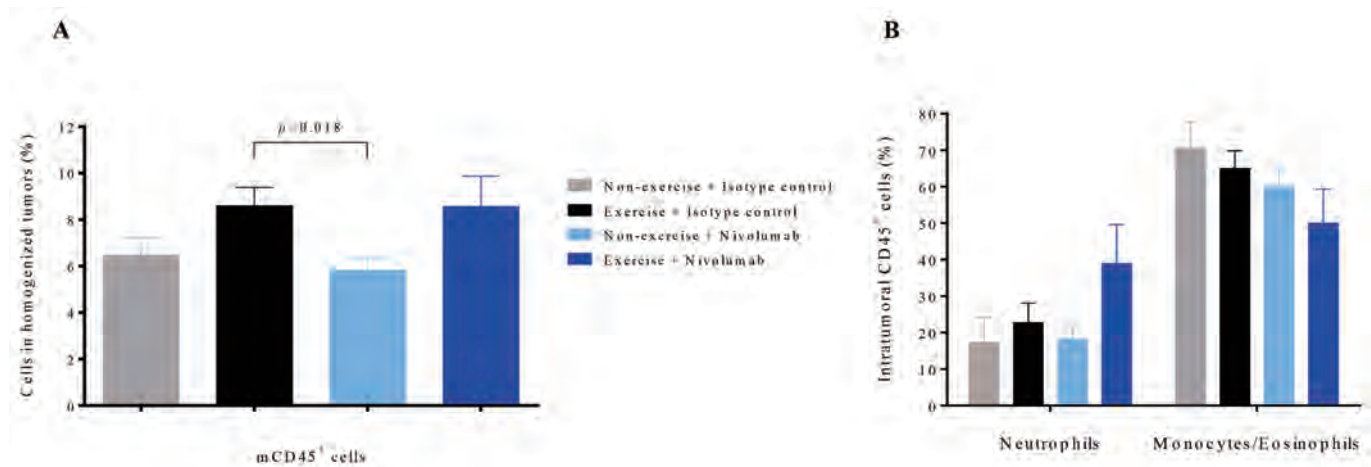 A
Cells in homogenized tumors (%)
12
10
8
6
4
2
0
p=0.018
mCD45+ cells
Non-exercise + Isotype control
Exercise + Isotype control
Non-exercise + Nivolumab
Exercise + Nivolumab
B
Intratumoral CD45+ cells (%)
80
70
60
50
40
30
20
10
0
Neutrophils
Monocytes/Eosinophils